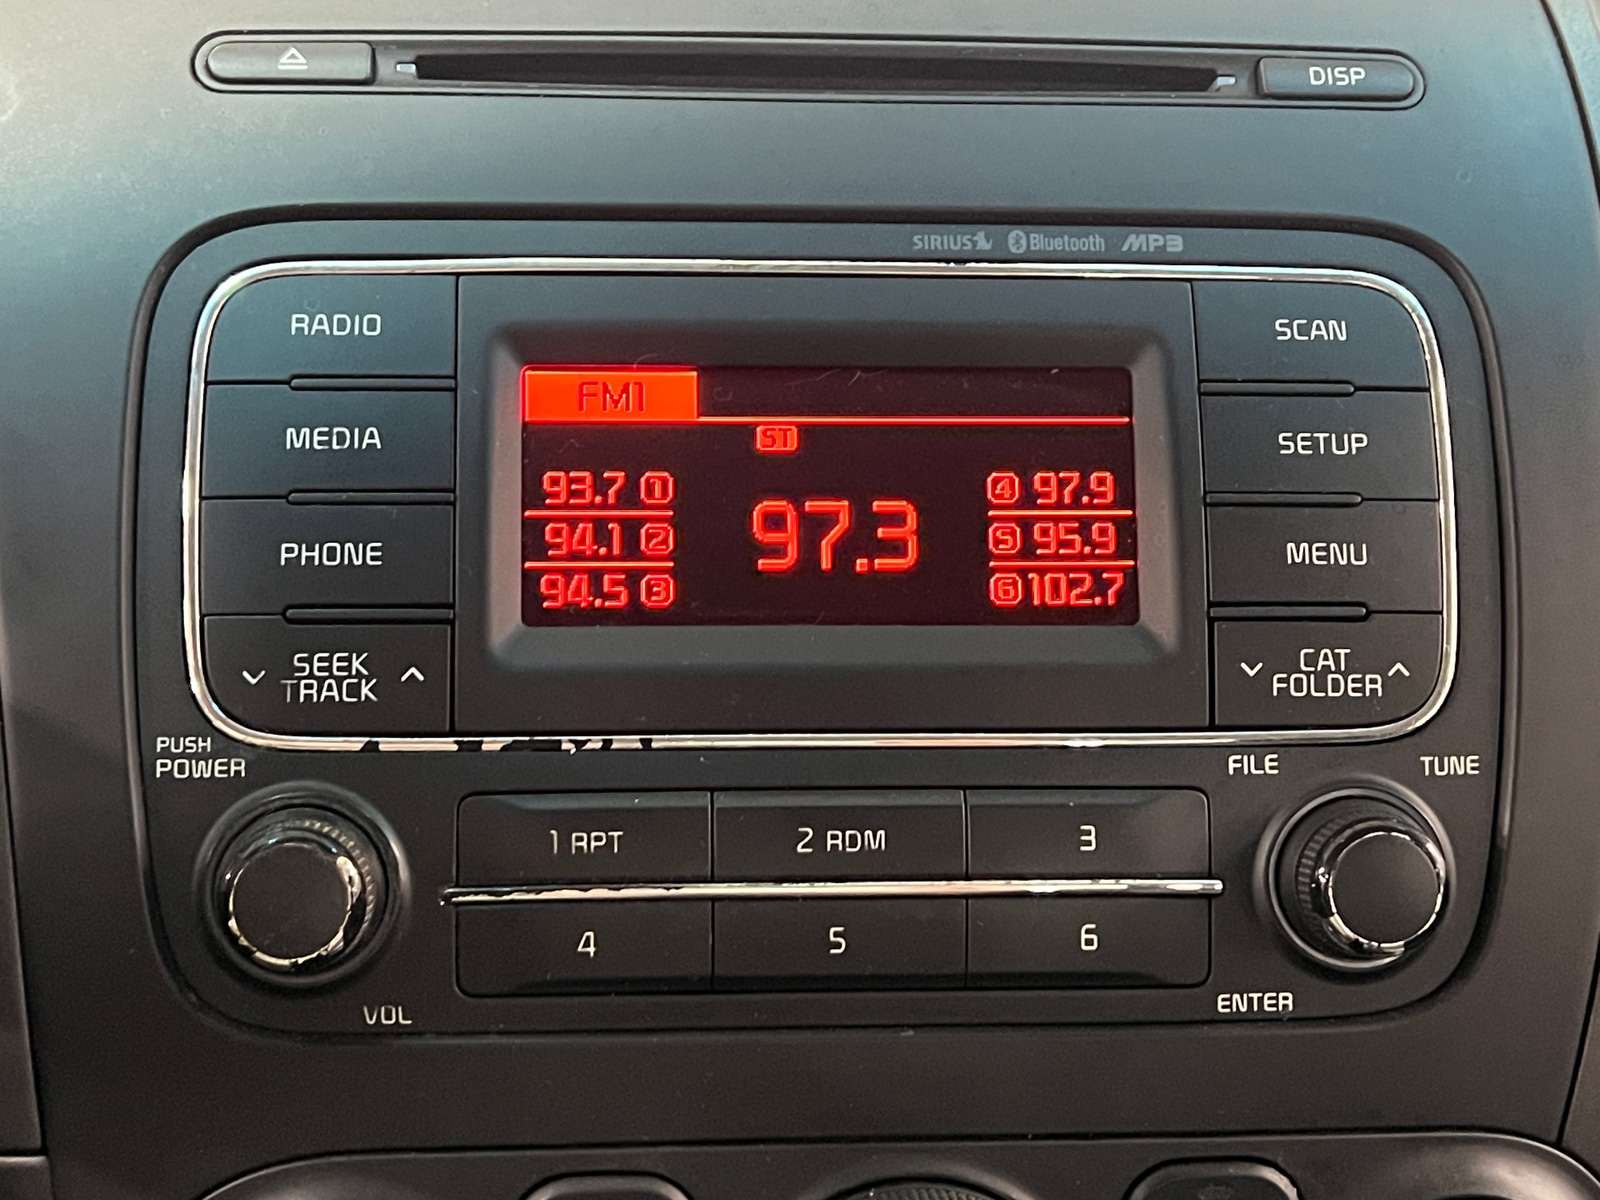 DISP
SIRIUS Bluetooth MP3
RADIO
MEDIA
PHONE
SEEK
TRACK
FM1
ST
93.7 1
94.1 2
94.5 3
97.3
4 97.9
5 95.9
6 102.7
SCAN
SETUP
MENU
CAT
FOLDER
PUSH
POWER
VOL
1 RPT
2 RDM
3
4
5
6
FILE
TUNE
ENTER